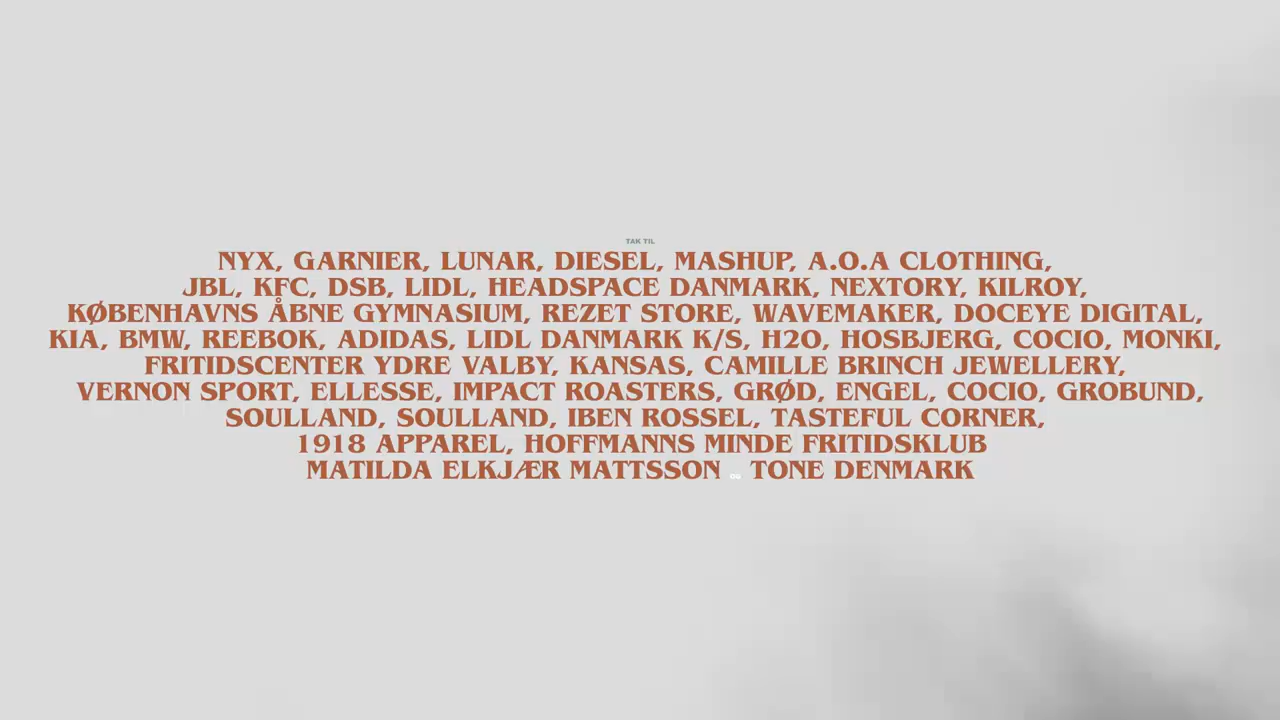 TAK TIL
NYX, GARNIER, LUNAR, DIESEL, MASHUP, A.O.A CLOTHING,
JBL, KFC, DSB, LIDL, HEADSPACE DANMARK, NEXTORY, KILROY,
KØBENHAVNS ÅBNE GYMNASIUM, REZET STORE, WAVEMAKER, DOCEYE DIGITAL,
KIA, BMW, REEBOK, ADIDAS, LIDL DANMARK K/S, H2O, HOSBJERG, COCIO, MONKI,
FRITIDSCENTER YDRE VALBY, KANSAS, CAMILLE BRINCH JEWELLERY,
VERNON SPORT, ELLESSE, IMPACT ROASTERS, GRØD, ENGEL, COCIO, GROBUND,
SOULLAND, SOULLAND, IBEN ROSSEL, TASTEFUL CORNER,
1918 APPAREL, HOFFMANNS MINDE FRITIDSKLUB
MATILDA ELKJÆR MATTSSON OG TONE DENMARK